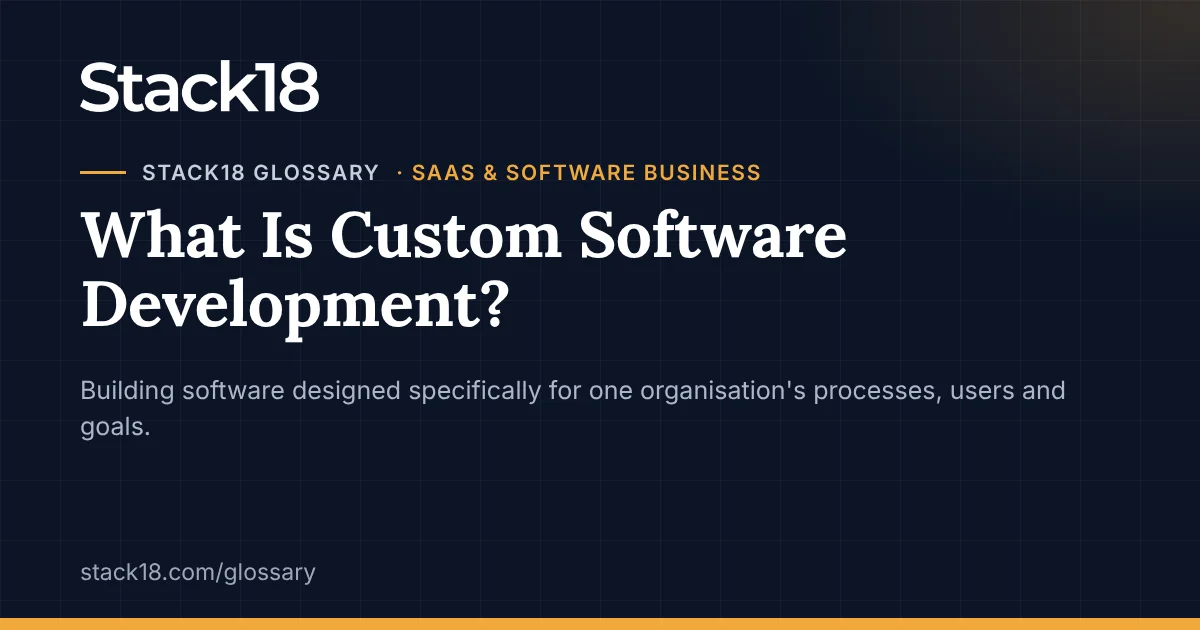 Stack18
STACK18 GLOSSARY · SAAS & SOFTWARE BUSINESS
What Is Custom Software
Development?
Building software designed specifically for one organisation's processes, users and
goals.
stack18.com/glossary